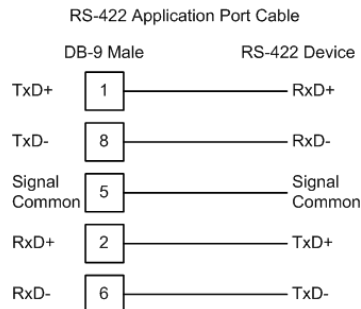 RS-422 Application Port Cable
DB-9 Male RS-422 Device
TxD+ 1 RxD+
TxD- 8 RxD-
Signal Common 5 Signal Common
RxD+ 2 TxD+
RxD- 6 TxD-